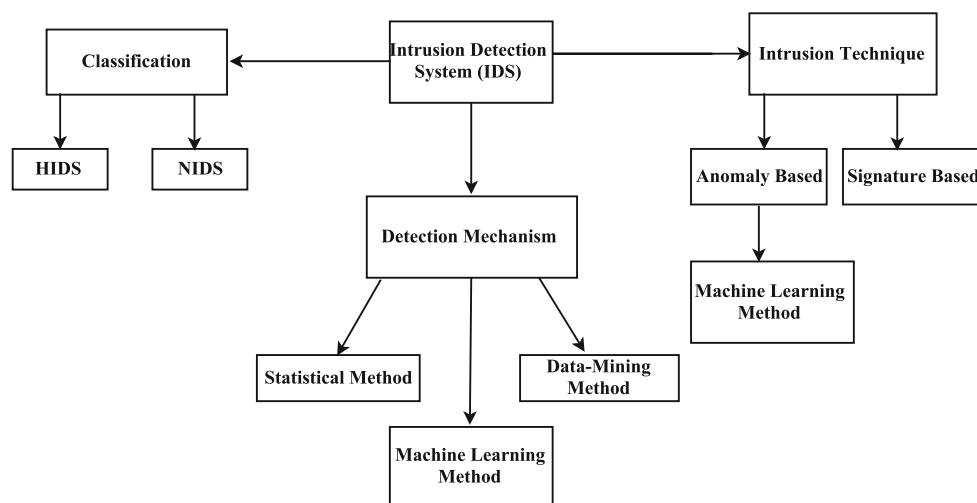 Classification
Intrusion Detection
System (IDS)
Intrusion Technique
HIDS
NIDS
Anomaly Based
Signature Based
Detection Mechanism
Machine Learning
Method
Statistical Method
Data-Mining
Method
Machine Learning
Method